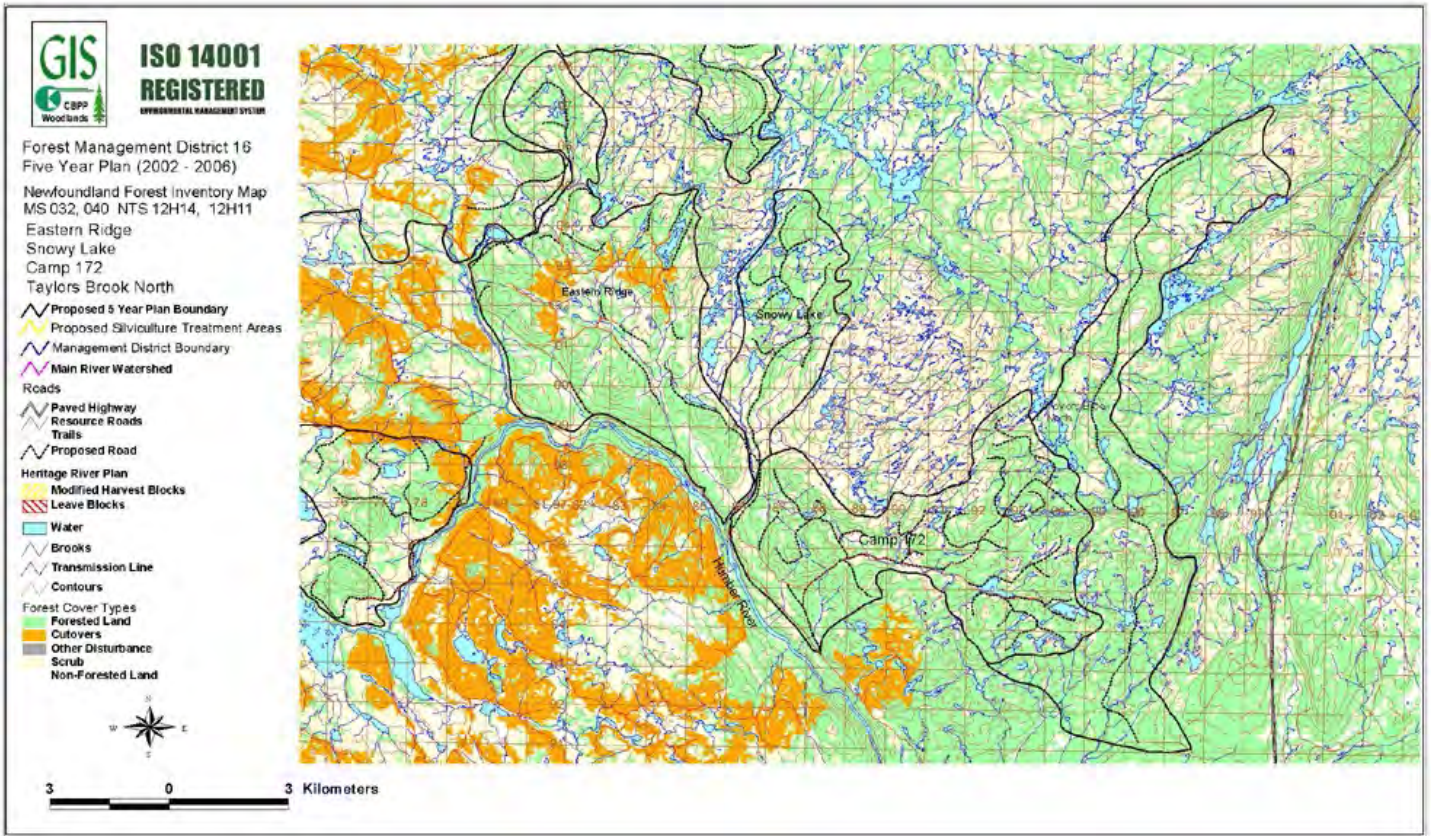 GIS
CBPP
Woodlands
ISO 14001
REGISTERED
ENVIRONMENTAL MANAGEMENT SYSTEM
Forest Management District 16
Five Year Plan (2002 - 2006)
Newfoundland Forest Inventory Map
MS 032, 040 NTS 12H14, 12H11
Eastern Ridge
Snowy Lake
Camp 172
Taylors Brook North
Proposed 5 Year Plan Boundary
Proposed Silviculture Treatment Areas
Management District Boundary
Main River Watershed
Roads
Paved Highway
Resource Roads
Trails
Proposed Road
Heritage River Plan
Modified Harvest Blocks
Leave Blocks
Water
Brooks
Transmission Line
Contours
Forest Cover Types
Forested Land
Cutovers
Other Disturbance
Scrub
Non-Forested Land
N
W E
S
3 0 3 Kilometers
Eastern Ridge
Snowy Lake
Camp 172
Humber River